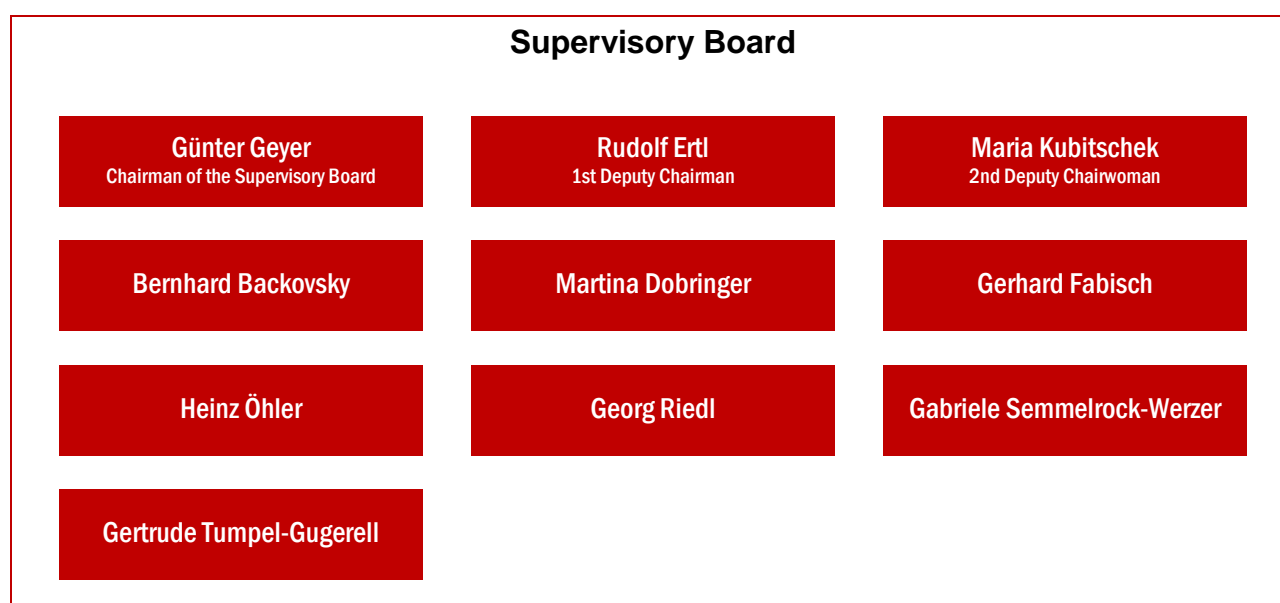 Supervisory Board
Günter Geyer
Chairman of the Supervisory Board
Rudolf Ertl
1st Deputy Chairman
Maria Kubitschek
2nd Deputy Chairwoman
Bernhard Backovsky
Martina Dobringer
Gerhard Fabisch
Heinz Öhler
Georg Riedl
Gabriele Semmelrock-Werzer
Gertrude Tumpel-Gugerell